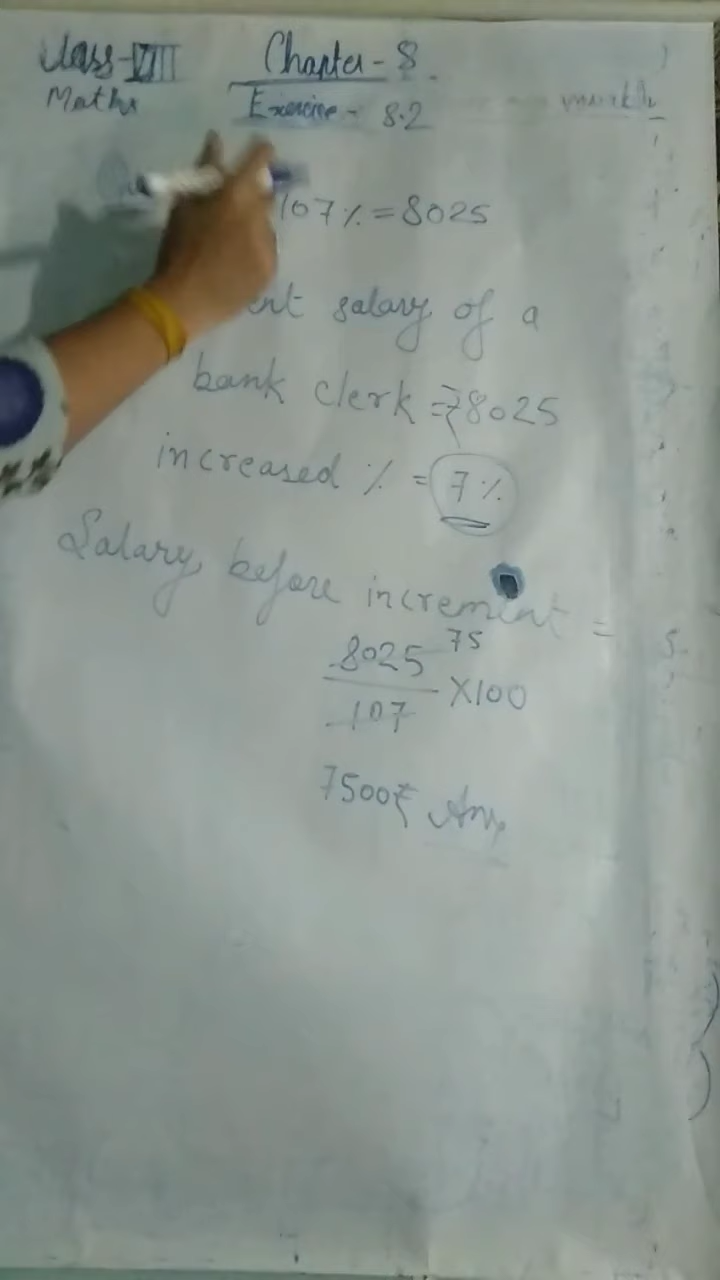 Class-VIII Chapter-8
Maths Exercise - 8.2
107% = 8025
ent salary of a
bank clerk = ₹8025
increased % = 7%
Salary before increment =
8025 75
107 X100
7500₹ Ans